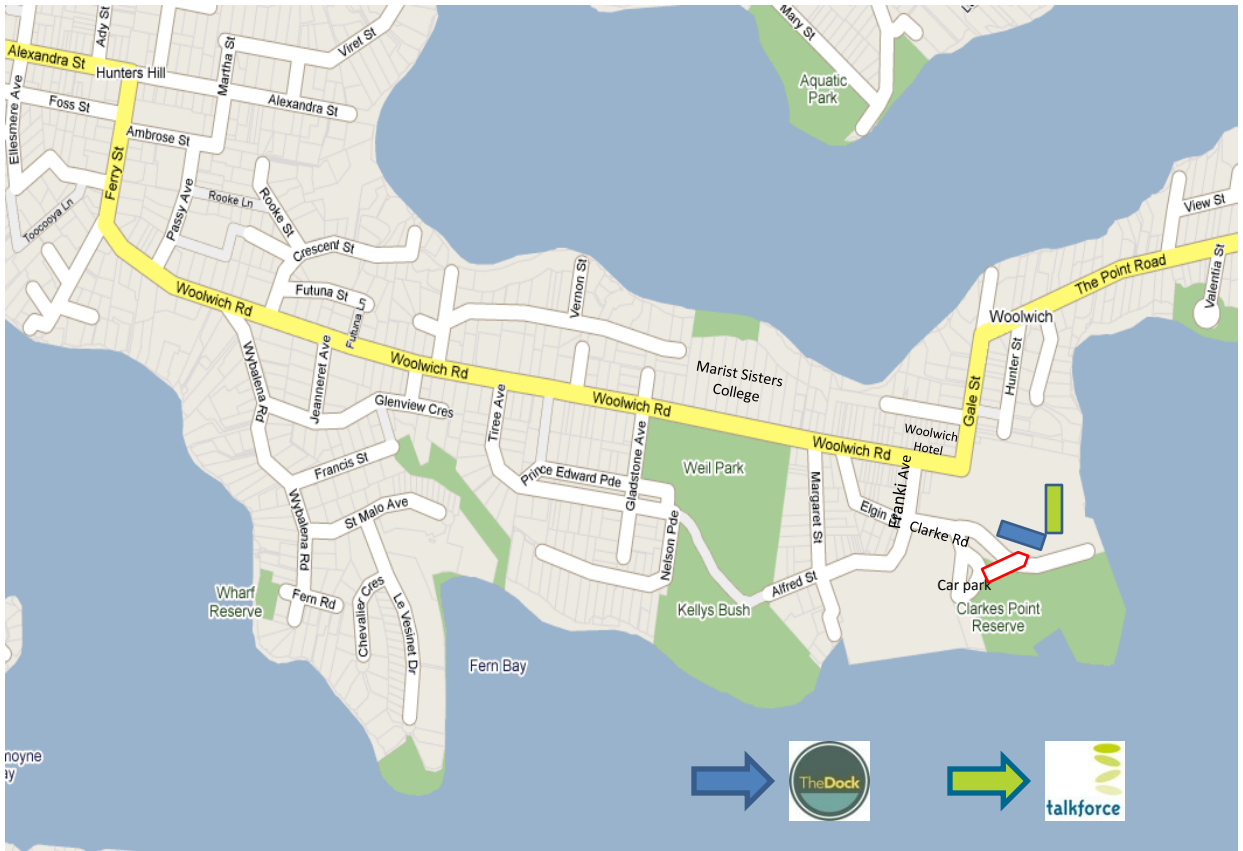 Mary St
Ady St
Viret St
Martha St
Alexandra St
Hunters Hill
Aquatic
Park
Ellesmere Ave
Foss St
Alexandra St
Ambrose St
Ferry St
Passy Ave
Rooke Ln
Rooke St
Toocooya Ln
View St
Crescent St
The Point Road
Valentia St
Vernon St
Futuna St
Futuna Ln
Woolwich Rd
Woolwich
Wybalena Rd
Jeanneret Ave
Woolwich Rd
Marist Sisters
College
Hunter St
Gale St
Glenview Cres
Tiree Ave
Woolwich Rd
Woolwich
Hotel
Woolwich Rd
Francis St
Prince Edward Pde
Gladstone Ave
Weil Park
Margaret St
Franki Ave
Elgin
Clarke Rd
St Malo Ave
Wybalena Rd
Nelson Pde
Alfred St
Car park
Wharf
Reserve
Fern Rd
Chevalier Cres
Le Vesinet Dr
Kellys Bush
Clarkes Point
Reserve
Fern Bay
moyne
ay
TheDock
talkforce